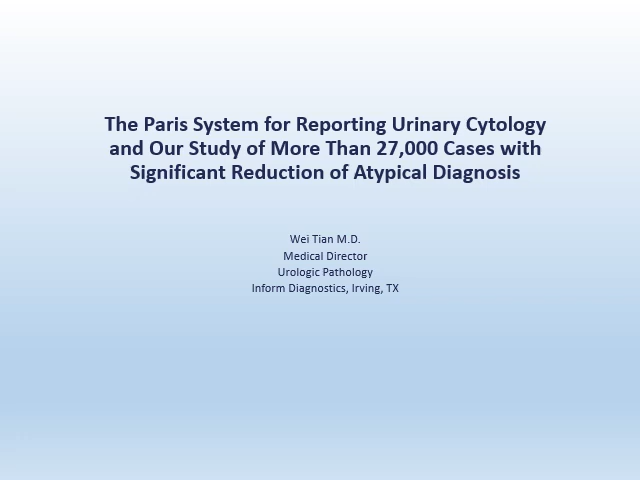 The Paris System for Reporting Urinary Cytology
and Our Study of More Than 27,000 Cases with
Significant Reduction of Atypical Diagnosis
Wei Tian M.D.
Medical Director
Urologic Pathology
Inform Diagnostics, Irving, TX